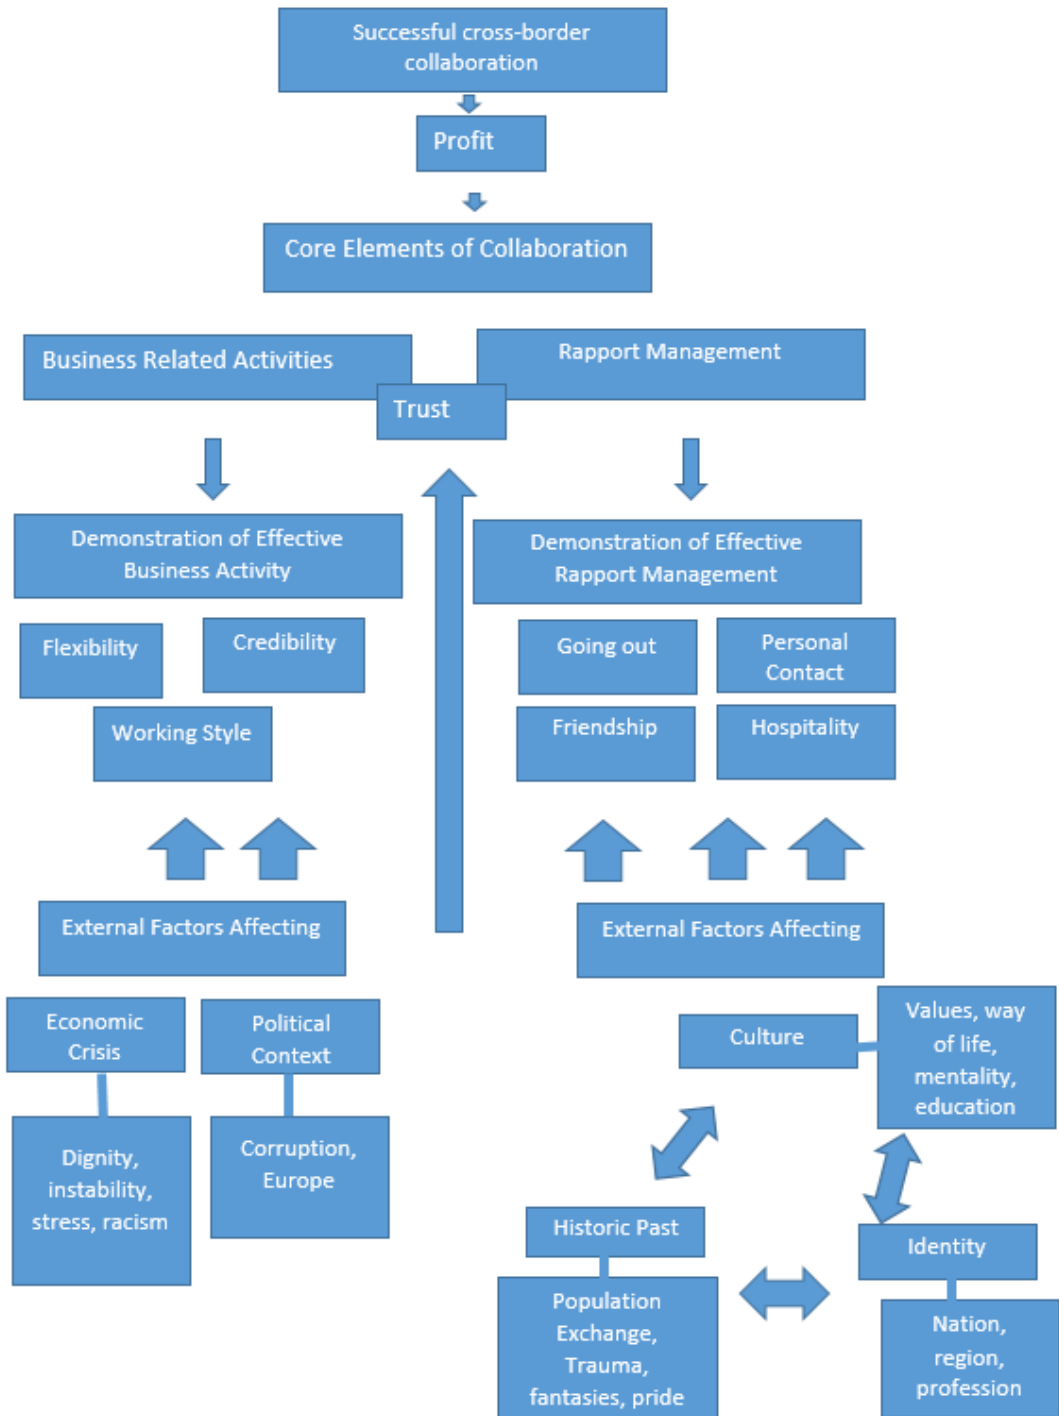 Successful cross-border
collaboration
Profit
Core Elements of Collaboration
Business Related Activities
Rapport Management
Trust
Demonstration of Effective
Business Activity
Demonstration of Effective
Rapport Management
Flexibility
Credibility
Working Style
Going out
Personal
Contact
Friendship
Hospitality
External Factors Affecting
External Factors Affecting
Economic
Crisis
Political
Context
Dignity,
instability,
stress, racism
Corruption,
Europe
Culture
Values, way
of life,
mentality,
education
Historic Past
Identity
Population
Exchange,
Trauma,
fantasies, pride
Nation,
region,
profession